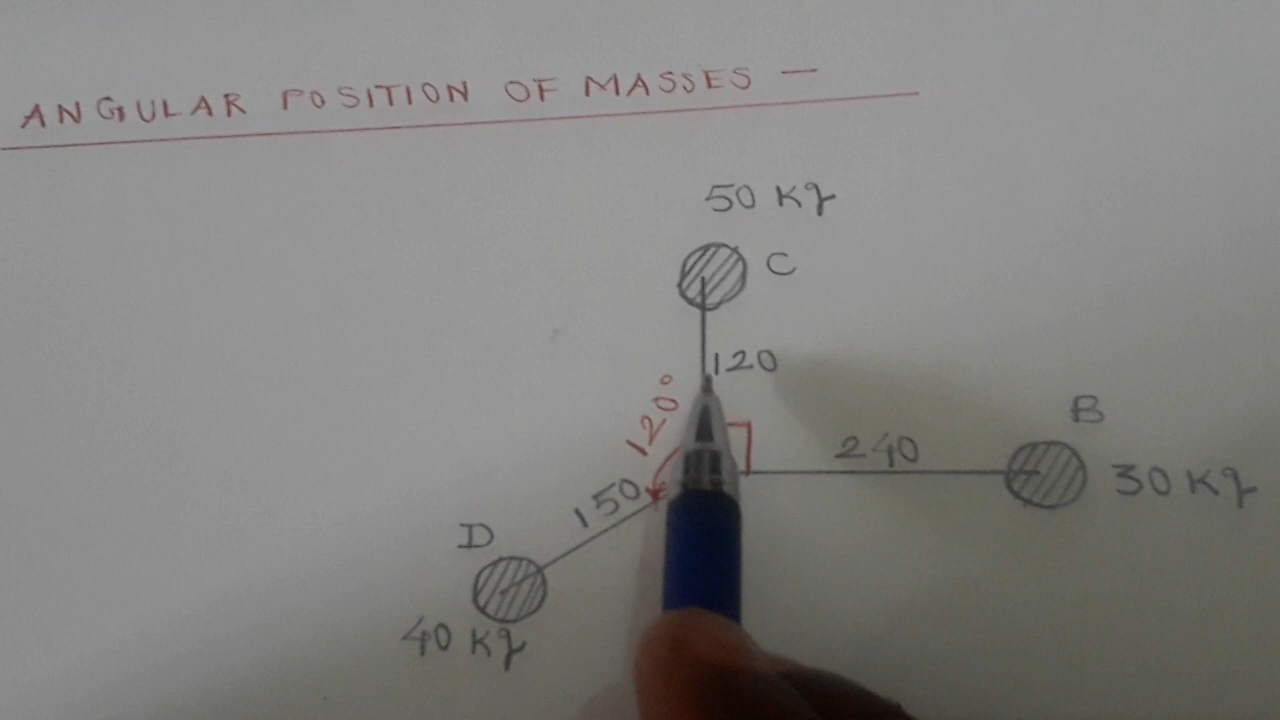 ANGULAR POSITION OF MASSES —
50 Kg
C
120
120°
B
240
30 Kg
150
D
40 Kg